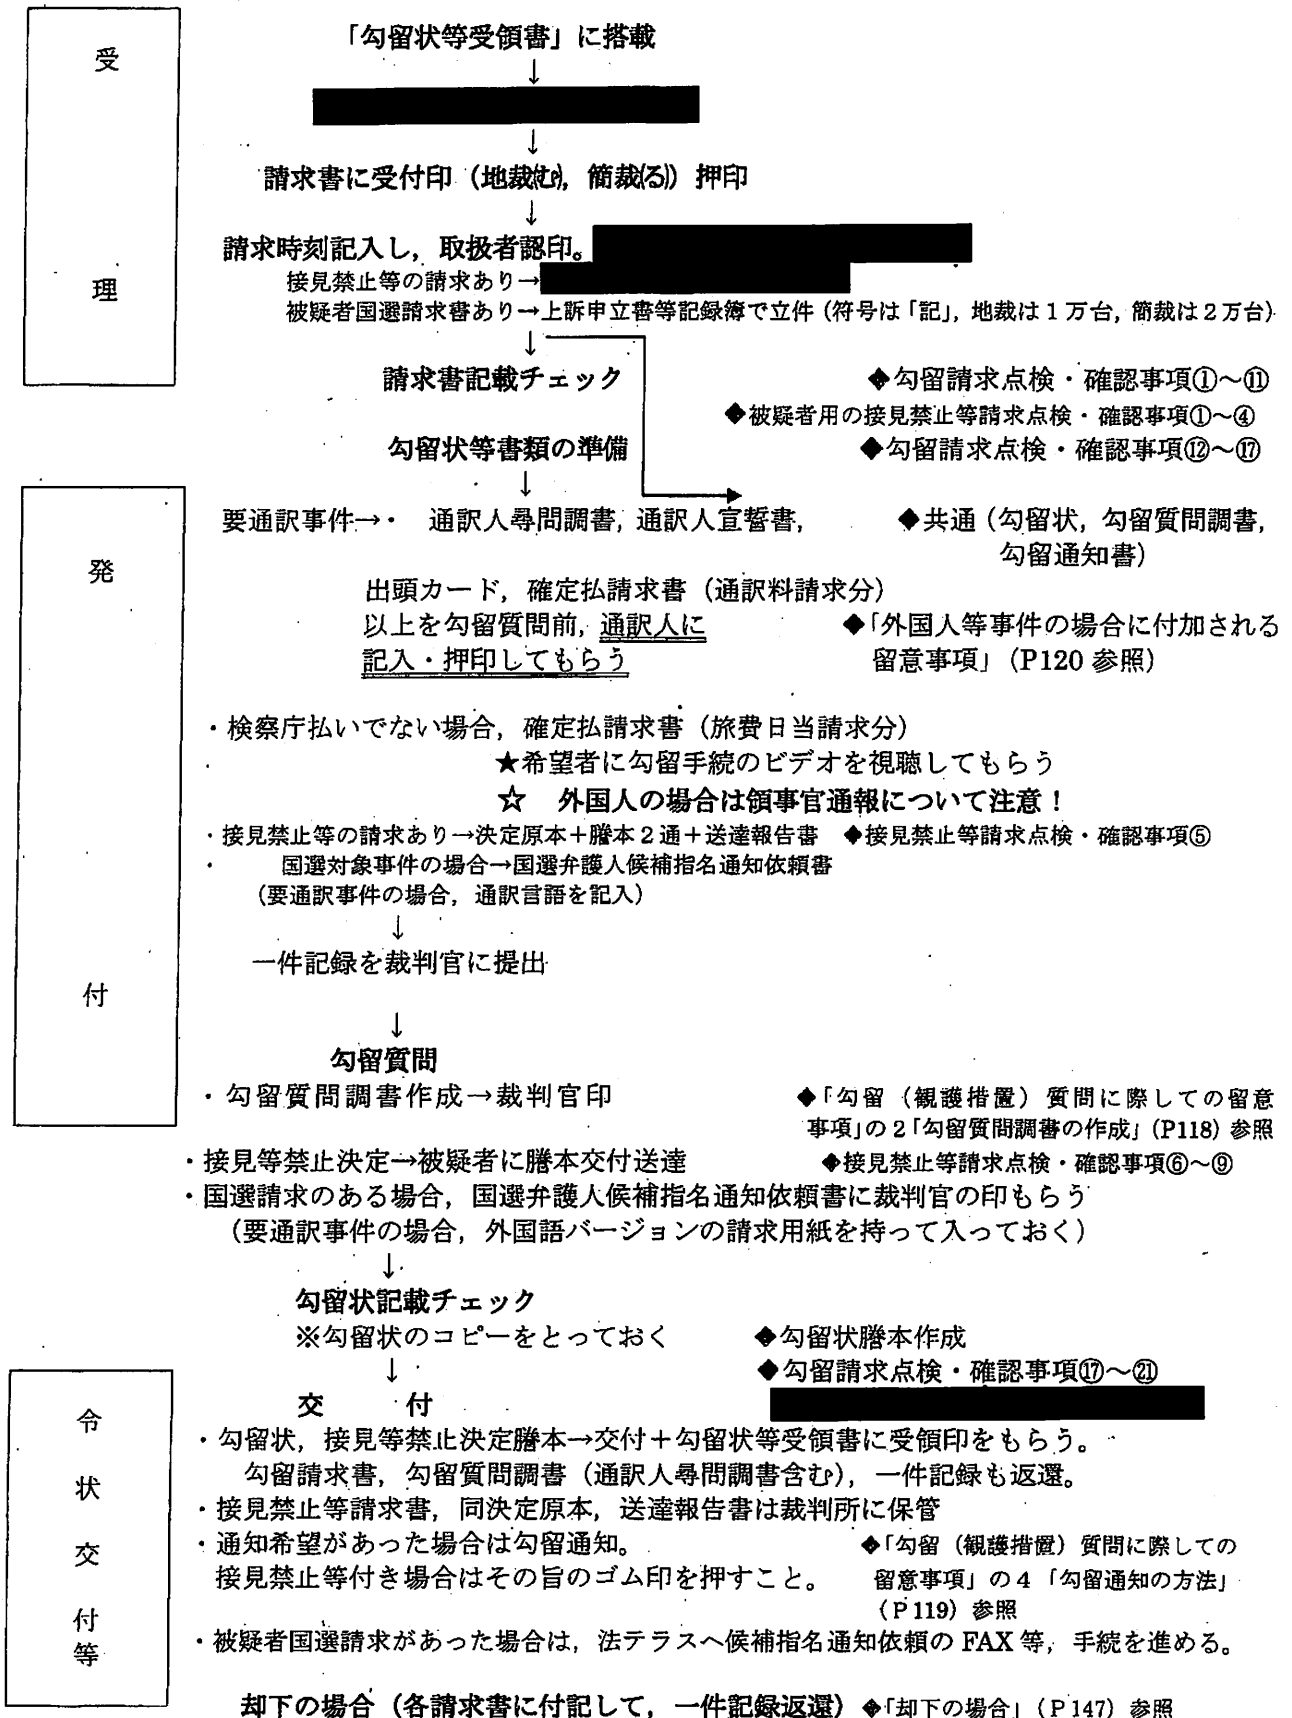 受理
「勾留状等受領書」に搭載
↓
↓
請求書に受付印（地裁(む)，簡裁(る)）押印
↓
請求時刻記入し，取扱者認印。
接見禁止等の請求あり→
被疑者国選請求書あり→上訴申立書等記録簿で立件（符号は「記」，地裁は１万台，簡裁は２万台）
↓
請求書記載チェック ◆勾留請求点検・確認事項①～⑪
◆被疑者用の接見禁止等請求点検・確認事項①～④
勾留状等書類の準備 ◆勾留請求点検・確認事項⑫～⑰
↓
発付
要通訳事件→・ 通訳人尋問調書，通訳人宣誓書， ◆共通（勾留状，勾留質問調書，
勾留通知書）
出頭カード，確定払請求書（通訳料請求分）
以上を勾留質問前，通訳人に ◆「外国人等事件の場合に付加される
記入・押印してもらう 留意事項」（P120 参照）
・検察庁払いでない場合，確定払請求書（旅費日当請求分）
★希望者に勾留手続のビデオを視聴してもらう
☆ 外国人の場合は領事官通報について注意！
・接見禁止等の請求あり→決定原本＋謄本２通＋送達報告書 ◆接見禁止等請求点検・確認事項⑤
・ 国選対象事件の場合→国選弁護人候補指名通知依頼書
（要通訳事件の場合，通訳言語を記入）
↓
一件記録を裁判官に提出
↓
勾留質問
・勾留質問調書作成→裁判官印 ◆「勾留（観護措置）質問に際しての留意
事項」の２「勾留質問調書の作成」（P118）参照
・接見等禁止決定→被疑者に謄本交付送達 ◆接見禁止等請求点検・確認事項⑥～⑨
・国選請求のある場合，国選弁護人候補指名通知依頼書に裁判官の印もらう
（要通訳事件の場合，外国語バージョンの請求用紙を持って入っておく）
↓
勾留状記載チェック
※勾留状のコピーをとっておく ◆勾留状謄本作成
↓ ◆勾留請求点検・確認事項⑰～㉑
令状交付等
交 付
・勾留状，接見等禁止決定謄本→交付＋勾留状等受領書に受領印をもらう。
勾留請求書，勾留質問調書（通訳人尋問調書含む），一件記録も返還。
・接見禁止等請求書，同決定原本，送達報告書は裁判所に保管
・通知希望があった場合は勾留通知。 ◆「勾留（観護措置）質問に際しての
接見禁止等付き場合はその旨のゴム印を押すこと。 留意事項」の４「勾留通知の方法」
（P119）参照
・被疑者国選請求があった場合は，法テラスへ候補指名通知依頼の FAX 等，手続を進める。
却下の場合（各請求書に付記して，一件記録返還） ◆「却下の場合」（P147）参照